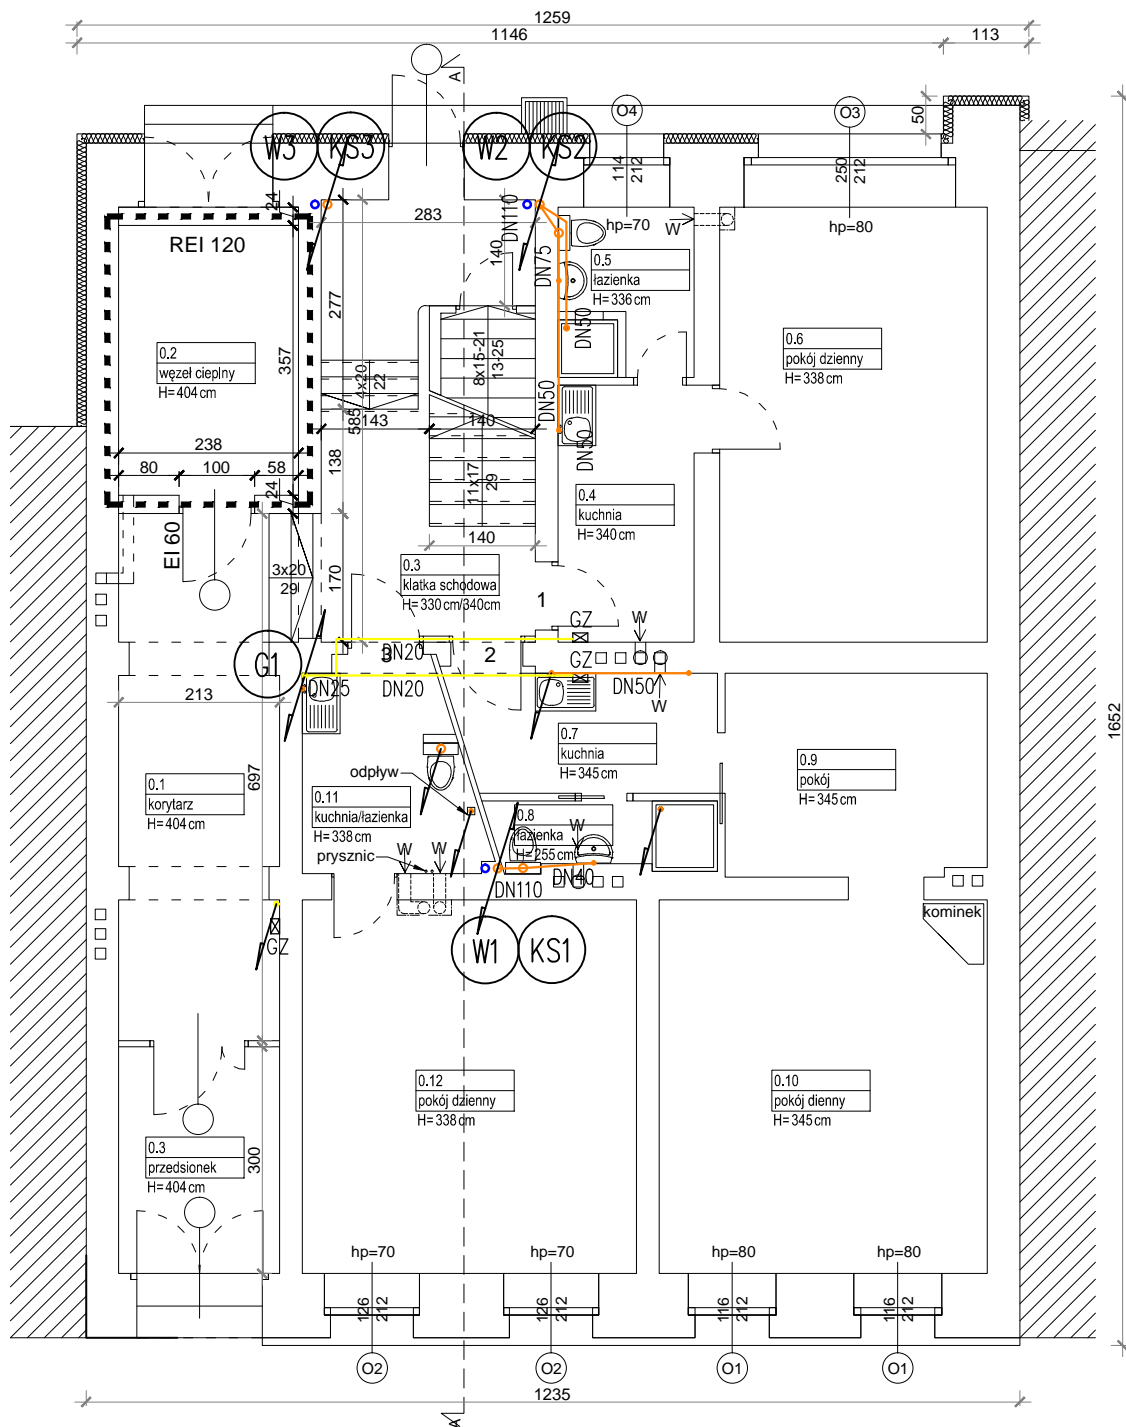 1259
1146
113
A
50
O4
O3
W3
KS3
W2
KS2
114
212
250
212
24
283
DN110
140
hp=70
W
hp=80
REI 120
DN75
0.5
łazienka
H=336cm
277
0.2
węzeł cieplny
H=404cm
357
4x20
22
585
8x15-21
13-25
DN50
0.6
pokój dzienny
H=338cm
143
140
DN50
DN50
238
80
100
58
24
138
11x17
29
0.4
kuchnia
H=340cm
EI 60
140
3x20
29
170
0.3
klatka schodowa
H=330cm/340cm
1
GZ
W
G1
3
DN20
2
GZ
DN25
DN20
DN50
W
213
1652
0.7
kuchnia
H=345cm
0.9
pokój
H=345cm
697
0.1
korytarz
H=404cm
odpływ
0.11
kuchnia/łazienka
H=338cm
prysznic
W
W
0.8
łazienka
H=255cm
W
DN110
DN40
GZ
kominek
W1
KS1
0.12
pokój dzienny
H=338cm
0.10
pokój dienny
H=345cm
0.3
przedsionek
H=404cm
300
hp=70
hp=70
hp=80
hp=80
126
212
126
212
116
212
116
212
O2
O2
O1
O1
1235
A